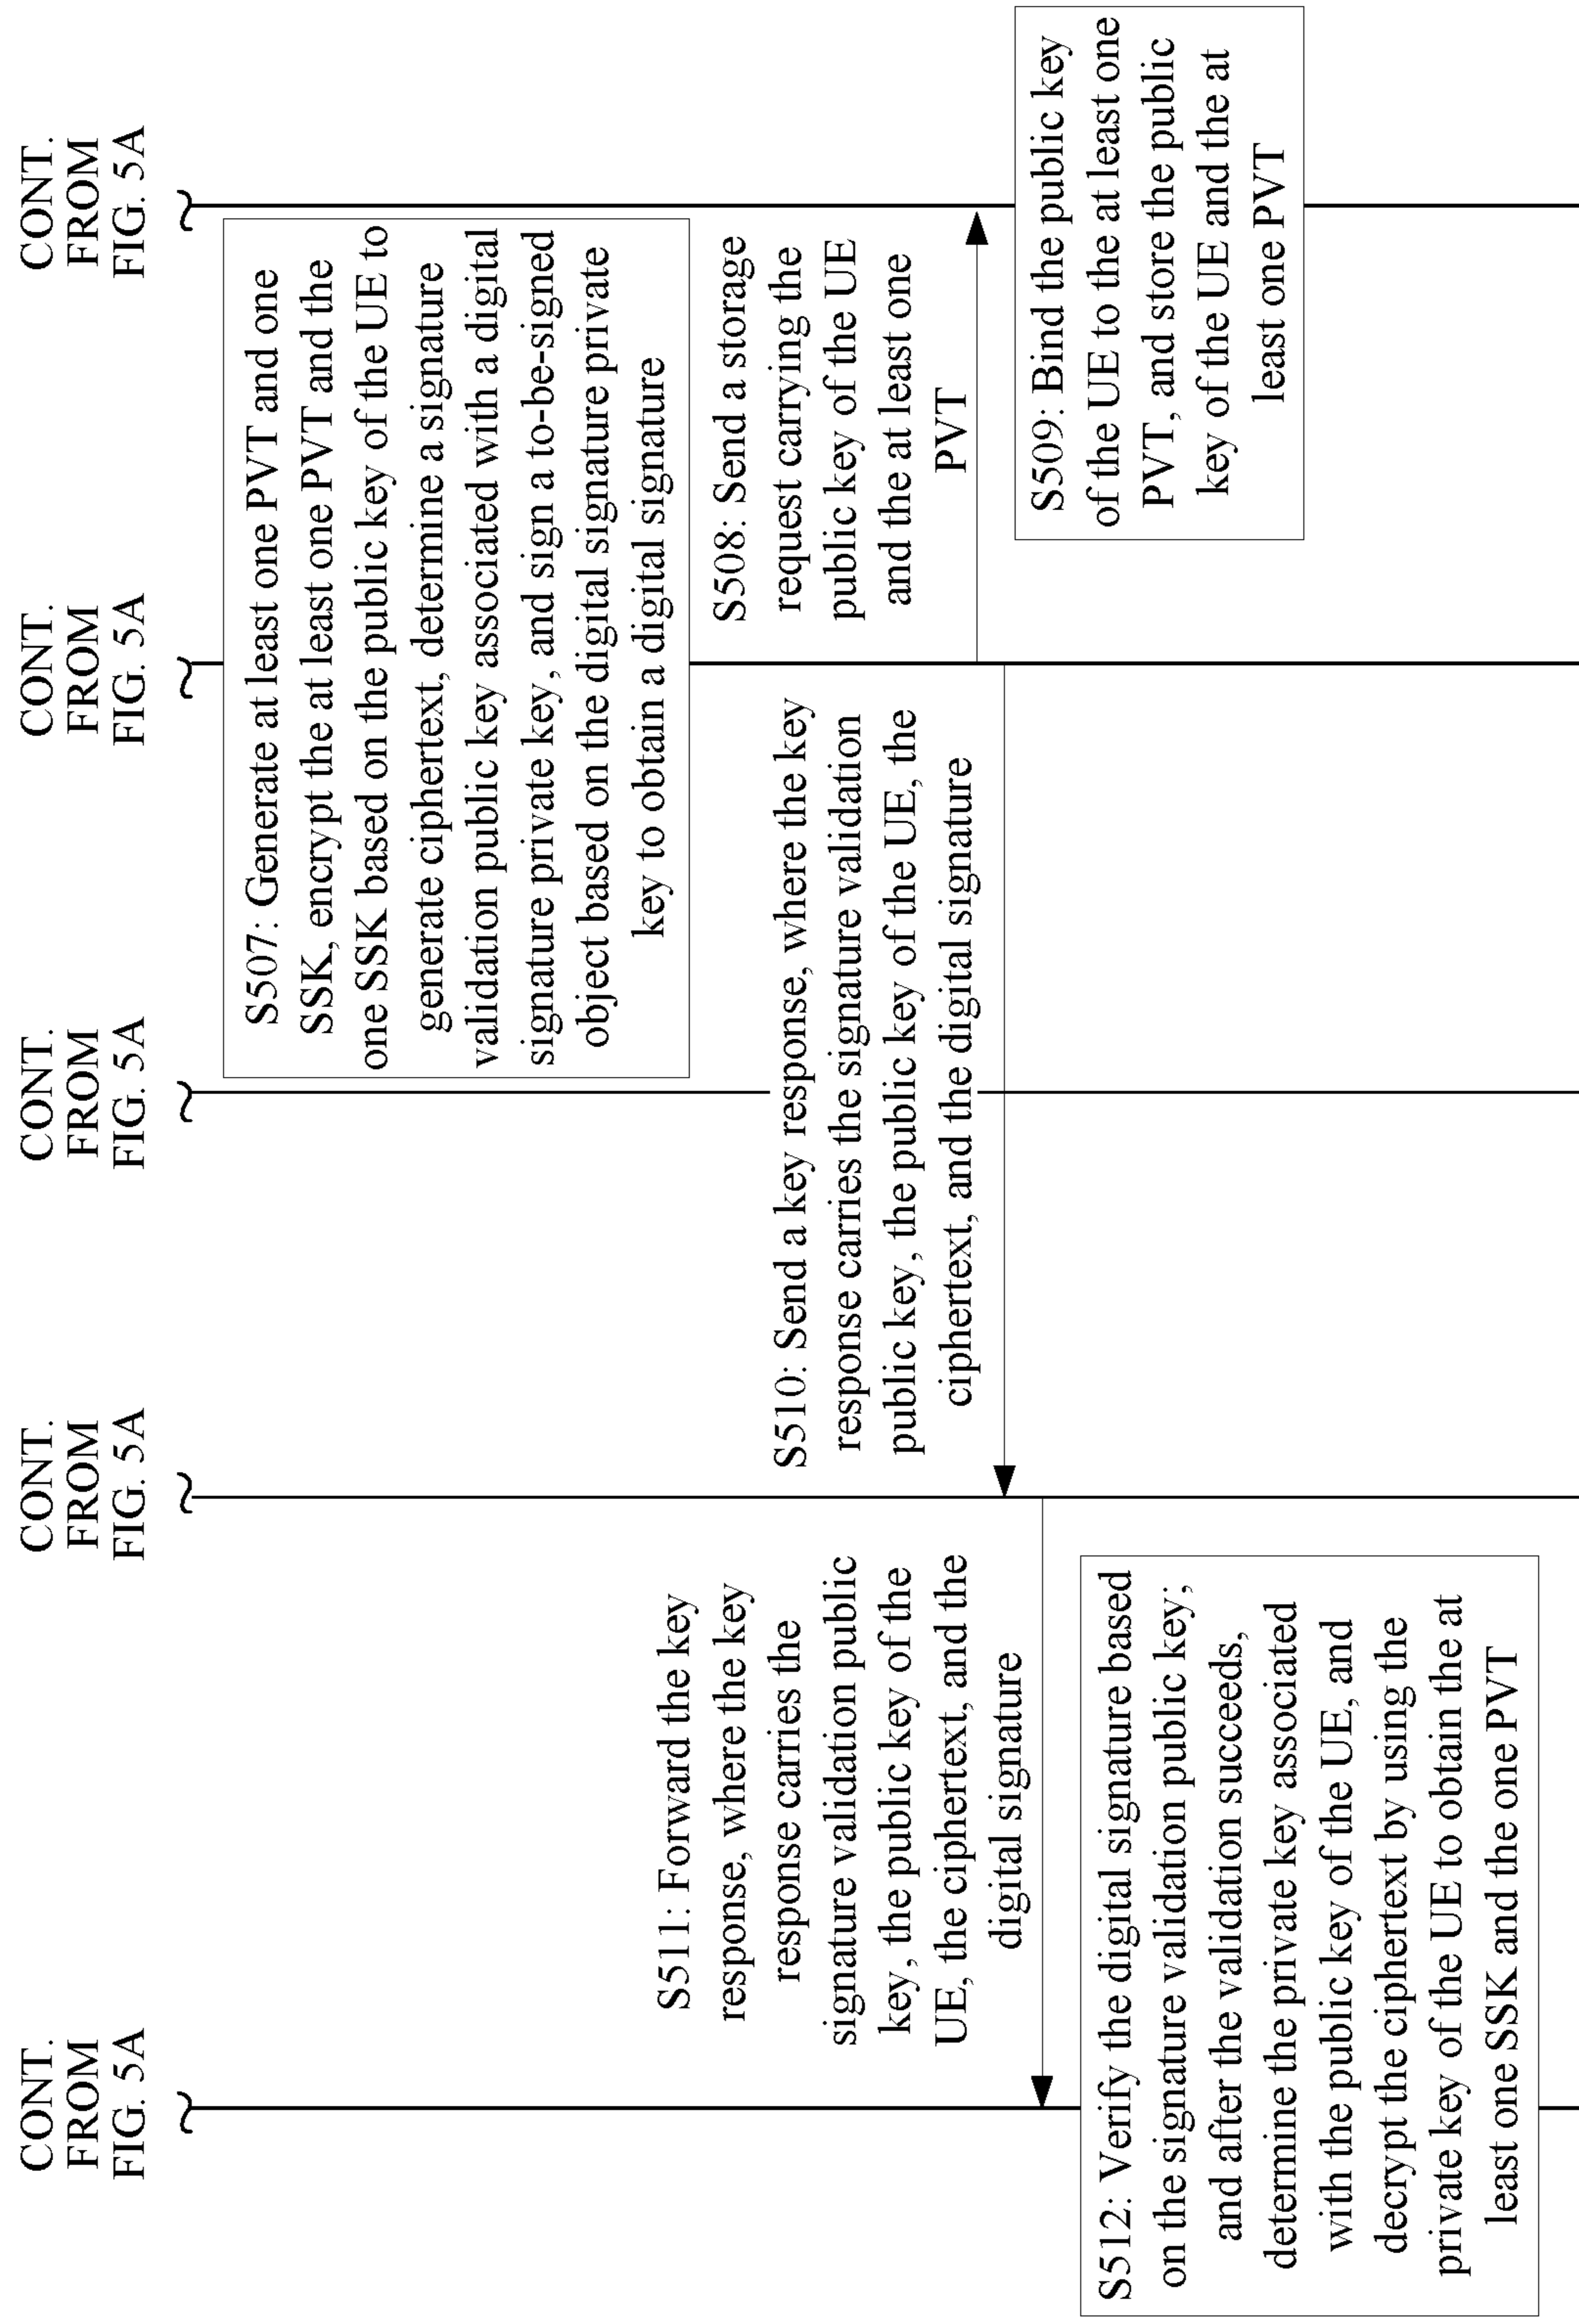 CONT.
FROM
FIG. 5A
CONT.
FROM
FIG. 5A
CONT.
FROM
FIG. 5A
CONT.
FROM
FIG. 5A
CONT.
FROM
FIG. 5A
S507: Generate at least one PVT and one
SSK, encrypt the at least one PVT and the
one SSK based on the public key of the UE to
generate ciphertext, determine a signature
validation public key associated with a digital
signature private key, and sign a to-be-signed
object based on the digital signature private
key to obtain a digital signature
S508: Send a storage
request carrying the
public key of the UE
and the at least one
PVT
S509: Bind the public key
of the UE to the at least one
PVT, and store the public
key of the UE and the at
least one PVT
S510: Send a key response, where the key
response carries the signature validation
public key, the public key of the UE, the
ciphertext, and the digital signature
S511: Forward the key
response, where the key
response carries the
signature validation public
key, the public key of the
UE, the ciphertext, and the
digital signature
S512: Verify the digital signature based
on the signature validation public key;
and after the validation succeeds,
determine the private key associated
with the public key of the UE, and
decrypt the ciphertext by using the
private key of the UE to obtain the at
least one SSK and the one PVT